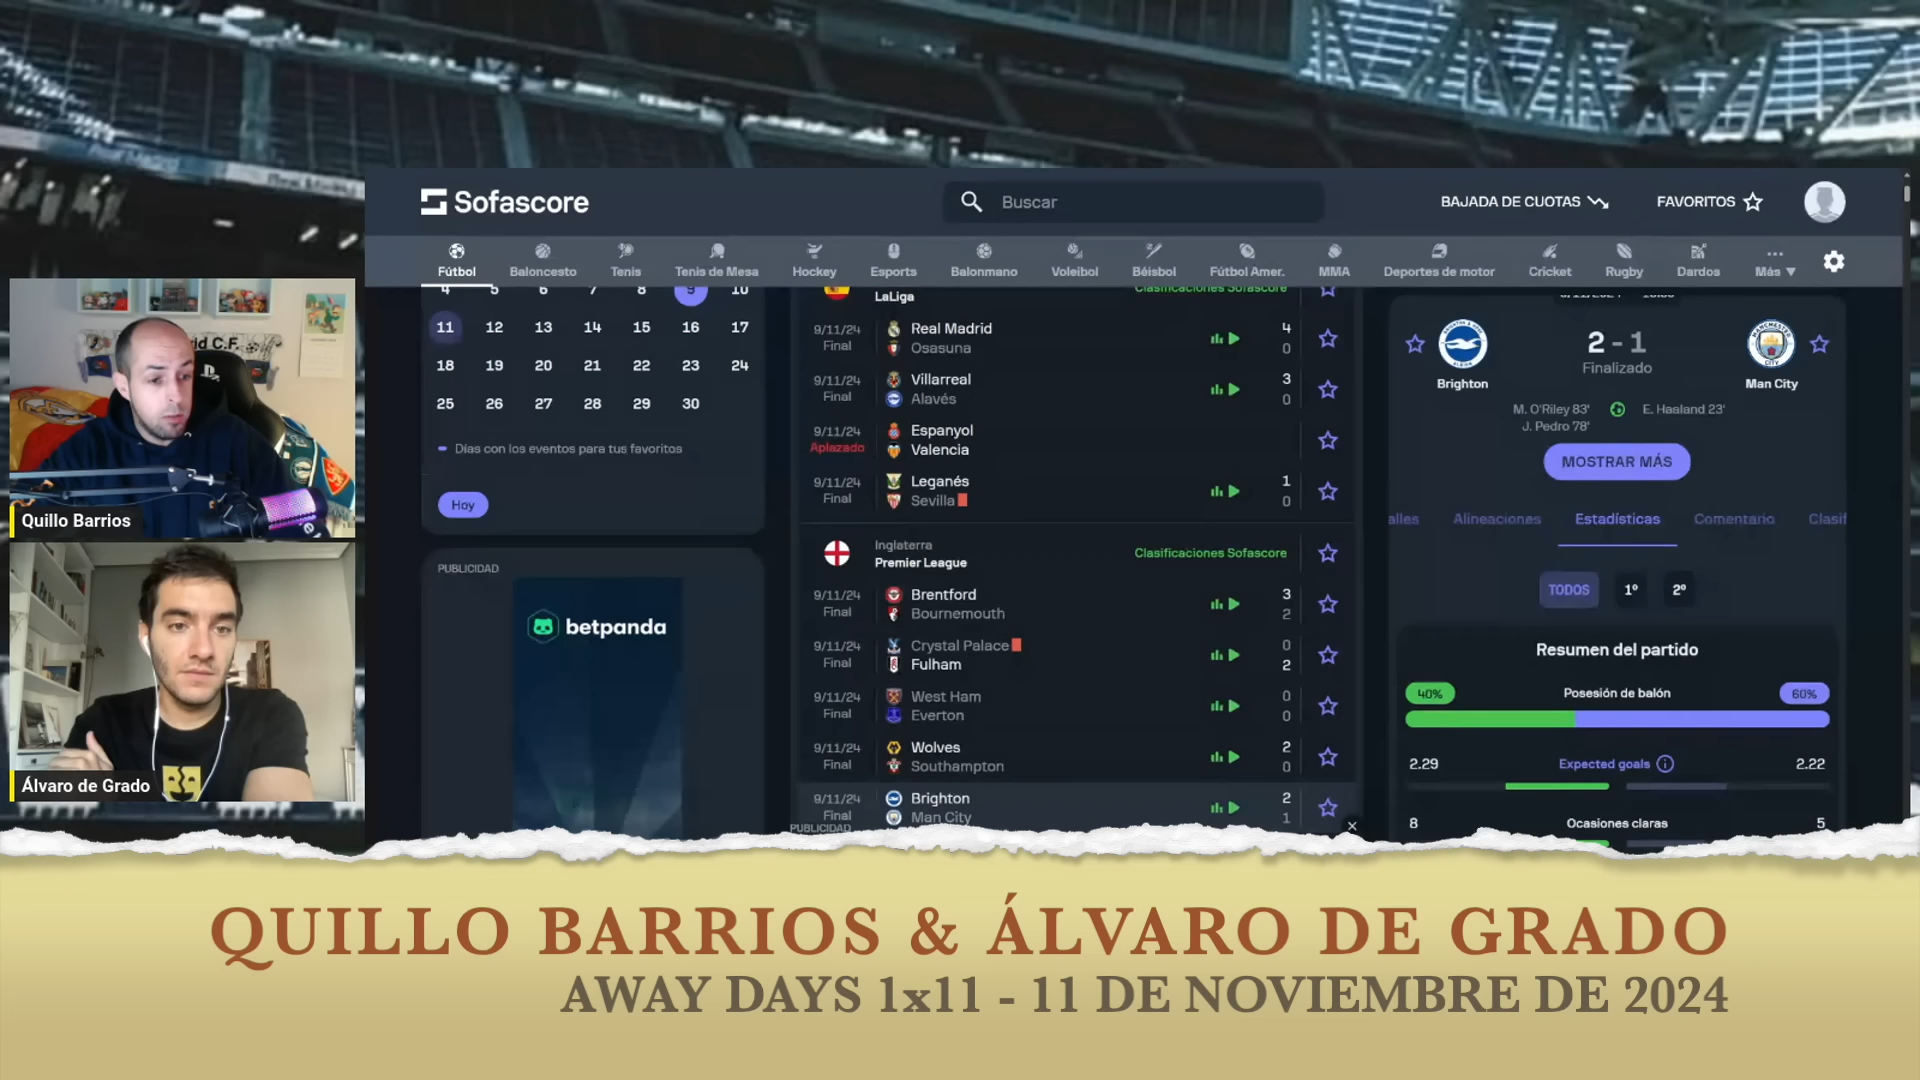 Sofascore
Buscar
BAJADA DE CUOTAS
FAVORITOS
Fútbol
Baloncesto
Tenis
Tenis de Mesa
Hockey
Esports
Balonmano
Voleibol
Béisbol
Fútbol Amer.
MMA
Deportes de motor
Cricket
Rugby
Dardos
Más ▼
4 5 6 7 8 9 10
11 12 13 14 15 16 17
18 19 20 21 22 23 24
25 26 27 28 29 30
Días con los eventos para tus favoritos
Hoy
PUBLICIDAD
betpanda
LaLiga
Clasificaciones Sofascore
9/11/24 Real Madrid 4
Final Osasuna 0
9/11/24 Villarreal 3
Final Alavés 0
9/11/24 Espanyol
Aplazado Valencia
9/11/24 Leganés 1
Final Sevilla 0
Inglaterra
Premier League
Clasificaciones Sofascore
9/11/24 Brentford 3
Final Bournemouth 2
9/11/24 Crystal Palace 0
Final Fulham 2
9/11/24 West Ham 0
Final Everton 0
9/11/24 Wolves 2
Final Southampton 0
9/11/24 Brighton 2
Final Man City 1
PUBLICIDAD
2 - 1
Finalizado
Brighton
Man City
M. O'Riley 83'
E. Haaland 23'
J. Pedro 78'
MOSTRAR MÁS
alles Alineaciones Estadísticas Comentario Clasif
TODOS 1º 2º
Resumen del partido
40% Posesión de balón 60%
2.29 Expected goals 2.22
8 Ocasiones claras 5
Quillo Barrios
Álvaro de Grado
QUILLO BARRIOS & ÁLVARO DE GRADO
AWAY DAYS 1x11 - 11 DE NOVIEMBRE DE 2024